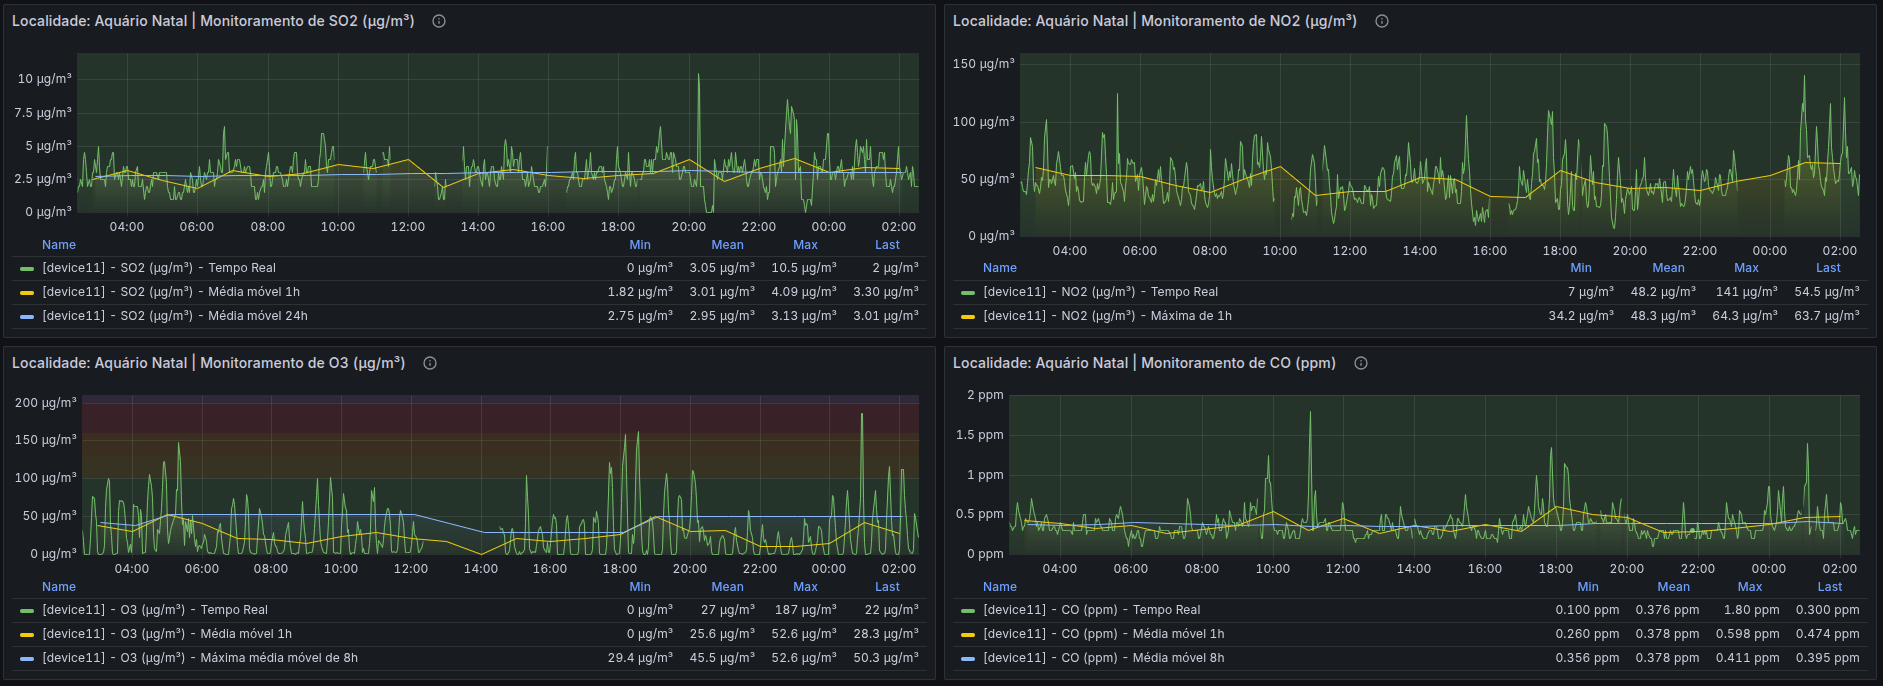 Localidade: Aquário Natal | Monitoramento de SO2 (µg/m³)
10 µg/m³
7.5 µg/m³
5 µg/m³
2.5 µg/m³
0 µg/m³
04:00 06:00 08:00 10:00 12:00 14:00 16:00 18:00 20:00 22:00 00:00 02:00
Name Min Mean Max Last
[device11] - SO2 (µg/m³) - Tempo Real 0 µg/m³ 3.05 µg/m³ 10.5 µg/m³ 2 µg/m³
[device11] - SO2 (µg/m³) - Média móvel 1h 1.82 µg/m³ 3.01 µg/m³ 4.09 µg/m³ 3.30 µg/m³
[device11] - SO2 (µg/m³) - Média móvel 24h 2.75 µg/m³ 2.95 µg/m³ 3.13 µg/m³ 3.01 µg/m³
Localidade: Aquário Natal | Monitoramento de NO2 (µg/m³)
150 µg/m³
100 µg/m³
50 µg/m³
0 µg/m³
04:00 06:00 08:00 10:00 12:00 14:00 16:00 18:00 20:00 22:00 00:00 02:00
Name Min Mean Max Last
[device11] - NO2 (µg/m³) - Tempo Real 7 µg/m³ 48.2 µg/m³ 141 µg/m³ 54.5 µg/m³
[device11] - NO2 (µg/m³) - Máxima de 1h 34.2 µg/m³ 48.3 µg/m³ 64.3 µg/m³ 63.7 µg/m³
Localidade: Aquário Natal | Monitoramento de O3 (µg/m³)
200 µg/m³
150 µg/m³
100 µg/m³
50 µg/m³
0 µg/m³
04:00 06:00 08:00 10:00 12:00 14:00 16:00 18:00 20:00 22:00 00:00 02:00
Name Min Mean Max Last
[device11] - O3 (µg/m³) - Tempo Real 0 µg/m³ 27 µg/m³ 187 µg/m³ 22 µg/m³
[device11] - O3 (µg/m³) - Média móvel 1h 0 µg/m³ 25.6 µg/m³ 52.6 µg/m³ 28.3 µg/m³
[device11] - O3 (µg/m³) - Máxima média móvel de 8h 29.4 µg/m³ 45.5 µg/m³ 52.6 µg/m³ 50.3 µg/m³
Localidade: Aquário Natal | Monitoramento de CO (ppm)
2 ppm
1.5 ppm
1 ppm
0.5 ppm
0 ppm
04:00 06:00 08:00 10:00 12:00 14:00 16:00 18:00 20:00 22:00 00:00 02:00
Name Min Mean Max Last
[device11] - CO (ppm) - Tempo Real 0.100 ppm 0.376 ppm 1.80 ppm 0.300 ppm
[device11] - CO (ppm) - Média móvel 1h 0.260 ppm 0.378 ppm 0.598 ppm 0.474 ppm
[device11] - CO (ppm) - Média móvel 8h 0.356 ppm 0.378 ppm 0.411 ppm 0.395 ppm